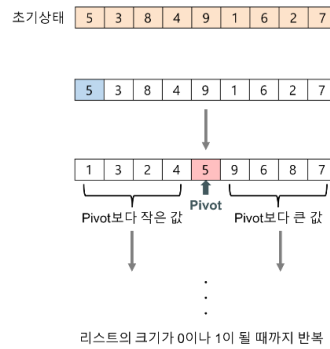 초기상태 5 3 8 4 9 1 6 2 7
5 3 8 4 9 1 6 2 7
1 3 2 4 5 9 6 8 7
Pivot
Pivot보다 작은 값 Pivot보다 큰 값
리스트의 크기가 0이나 1이 될 때까지 반복